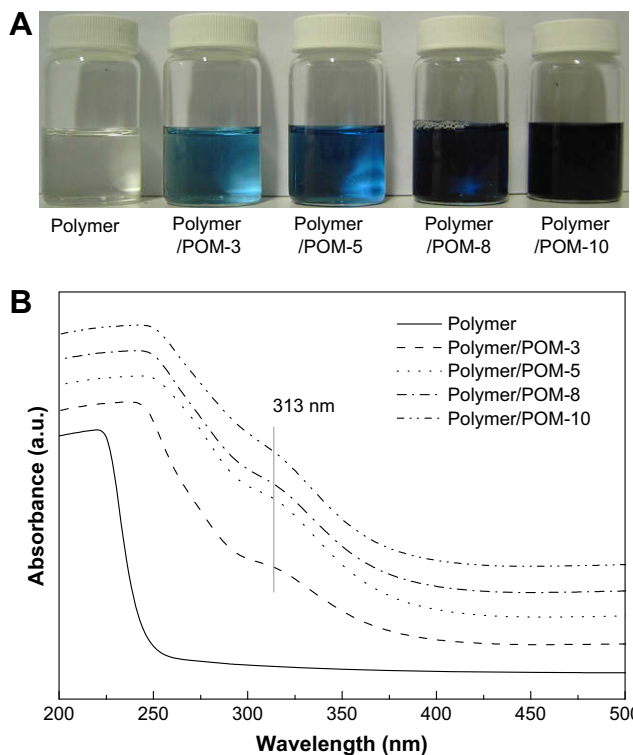 A
Polymer
Polymer
/POM-3
Polymer
/POM-5
Polymer
/POM-8
Polymer
/POM-10
B
Polymer
Polymer/POM-3
Polymer/POM-5
Polymer/POM-8
Polymer/POM-10
313 nm
Absorbance (a.u.)
200 250 300 350 400 450 500
Wavelength (nm)